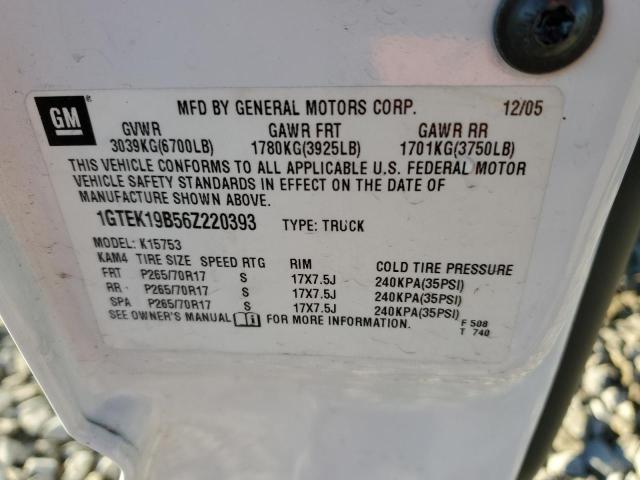 GM ® MFD BY GENERAL MOTORS CORP. 12/05
GVWR GAWR FRT GAWR RR
3039KG(6700LB) 1780KG(3925LB) 1701KG(3750LB)
THIS VEHICLE CONFORMS TO ALL APPLICABLE U.S. FEDERAL MOTOR
VEHICLE SAFETY STANDARDS IN EFFECT ON THE DATE OF
MANUFACTURE SHOWN ABOVE.
1GTEK19B56Z220393 TYPE: TRUCK
MODEL: K15753
KAM4 TIRE SIZE SPEED RTG RIM COLD TIRE PRESSURE
FRT P265/70R17 S 17X7.5J 240KPA(35PSI)
RR P265/70R17 S 17X7.5J 240KPA(35PSI)
SPA P265/70R17 S 17X7.5J 240KPA(35PSI)
SEE OWNER'S MANUAL FOR MORE INFORMATION. F 508
T 740